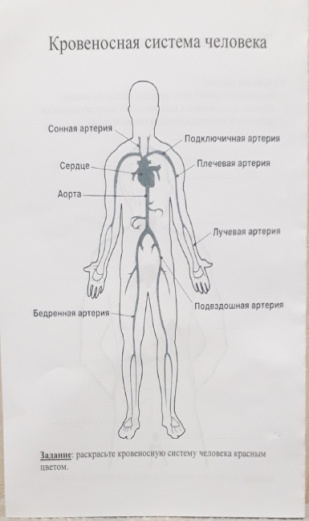 Кровеносная система человека
Сонная артерия
Подключичная артерия
Сердце
Плечевая артерия
Аорта
Лучевая артерия
Подвздошная артерия
Бедренная артерия
Задание: раскрасьте кровеносную систему человека красным
цветом.